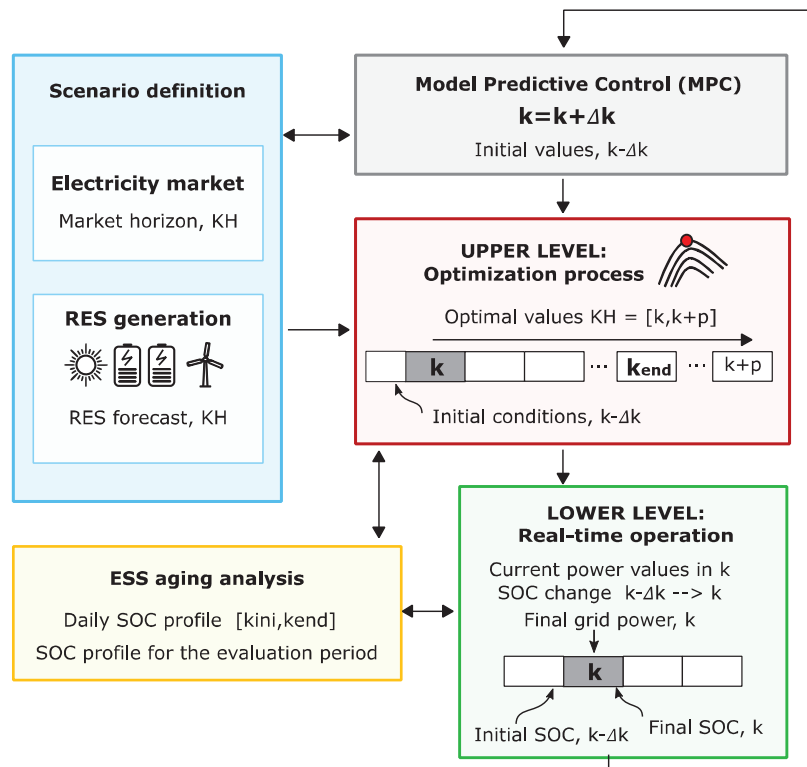 Scenario definition
Electricity market
Market horizon, KH
RES generation
RES forecast, KH
Model Predictive Control (MPC)
k=k+Δk
Initial values, k-Δk
UPPER LEVEL:
Optimization process
Optimal values KH = [k,k+p]
k ... kend ... k+p
Initial conditions, k-Δk
ESS aging analysis
Daily SOC profile [kini,kend]
SOC profile for the evaluation period
LOWER LEVEL:
Real-time operation
Current power values in k
SOC change k-Δk --> k
Final grid power, k
k
Initial SOC, k-Δk
Final SOC, k